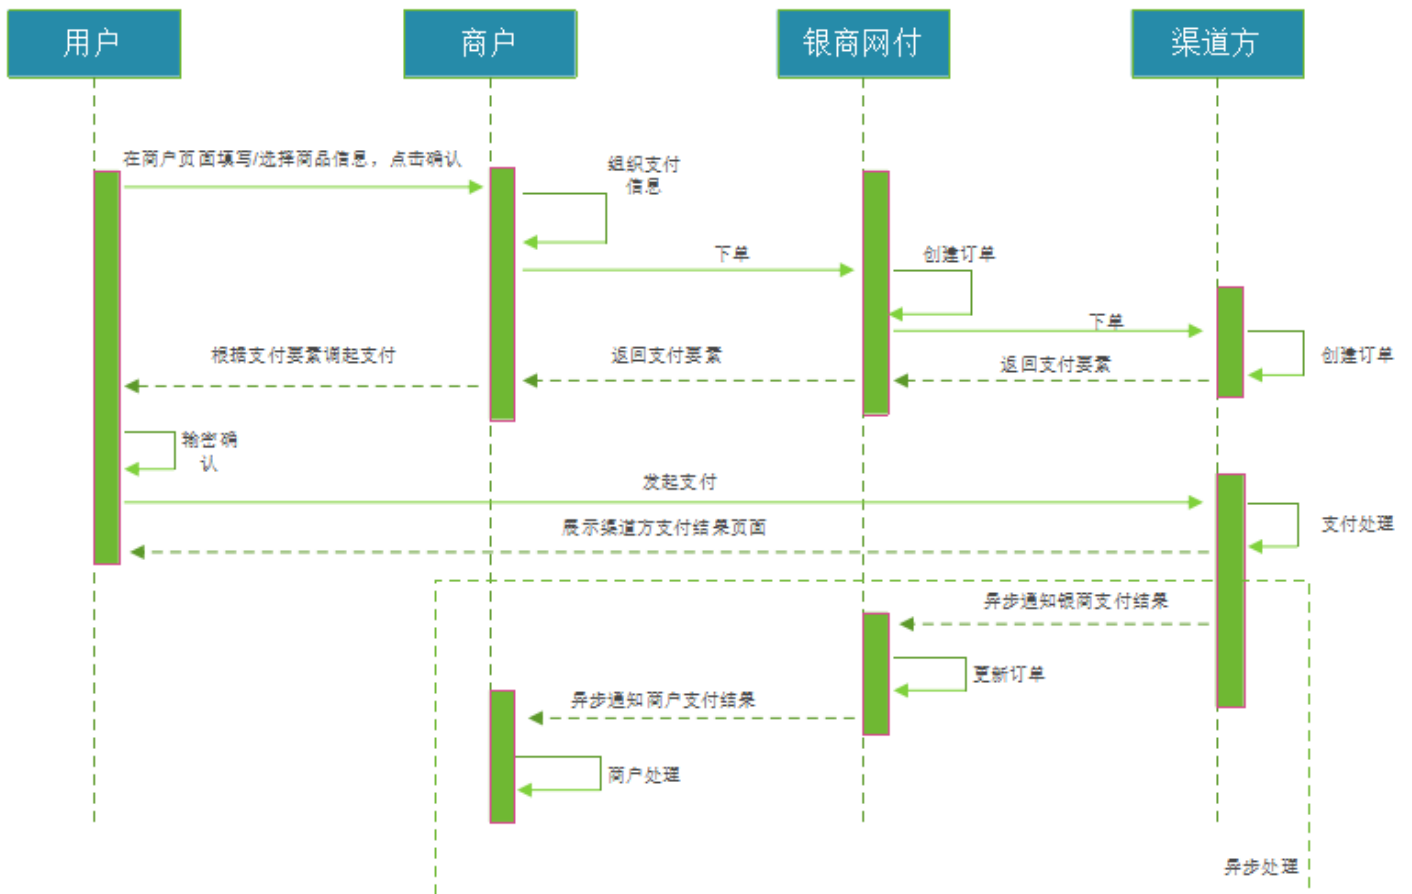 用户
商户
银商网付
渠道方
在商户页面填写/选择商品信息，点击确认
组织支付
信息
下单
创建订单
下单
创建订单
根据支付要素调起支付
返回支付要素
返回支付要素
输密确
认
发起支付
支付处理
展示渠道方支付结果页面
异步通知银商支付结果
更新订单
异步通知商户支付结果
商户处理
异步处理